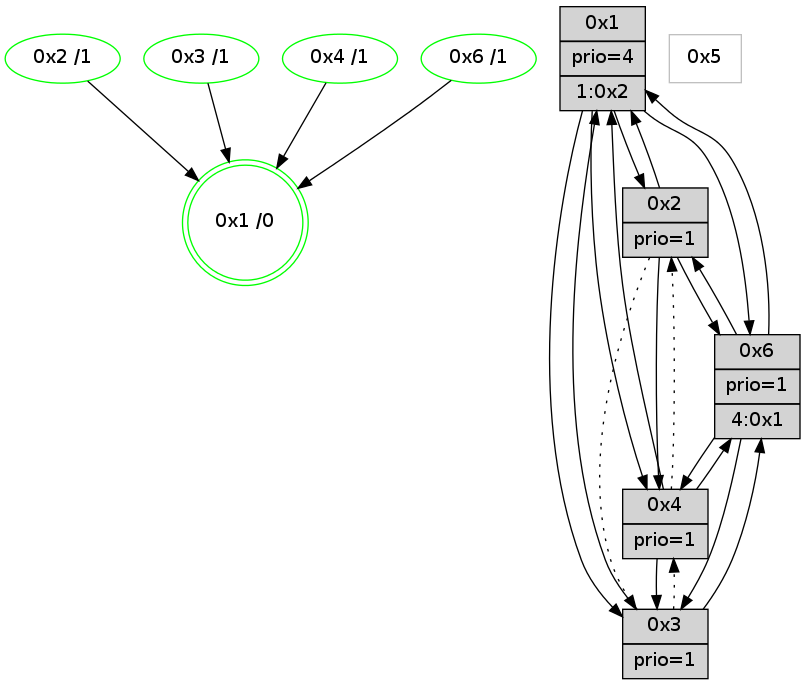 0x2 /1
0x3 /1
0x4 /1
0x6 /1
0x1 /0
0x1
prio=4
1:0x2
0x5
0x2
prio=1
0x6
prio=1
4:0x1
0x4
prio=1
0x3
prio=1